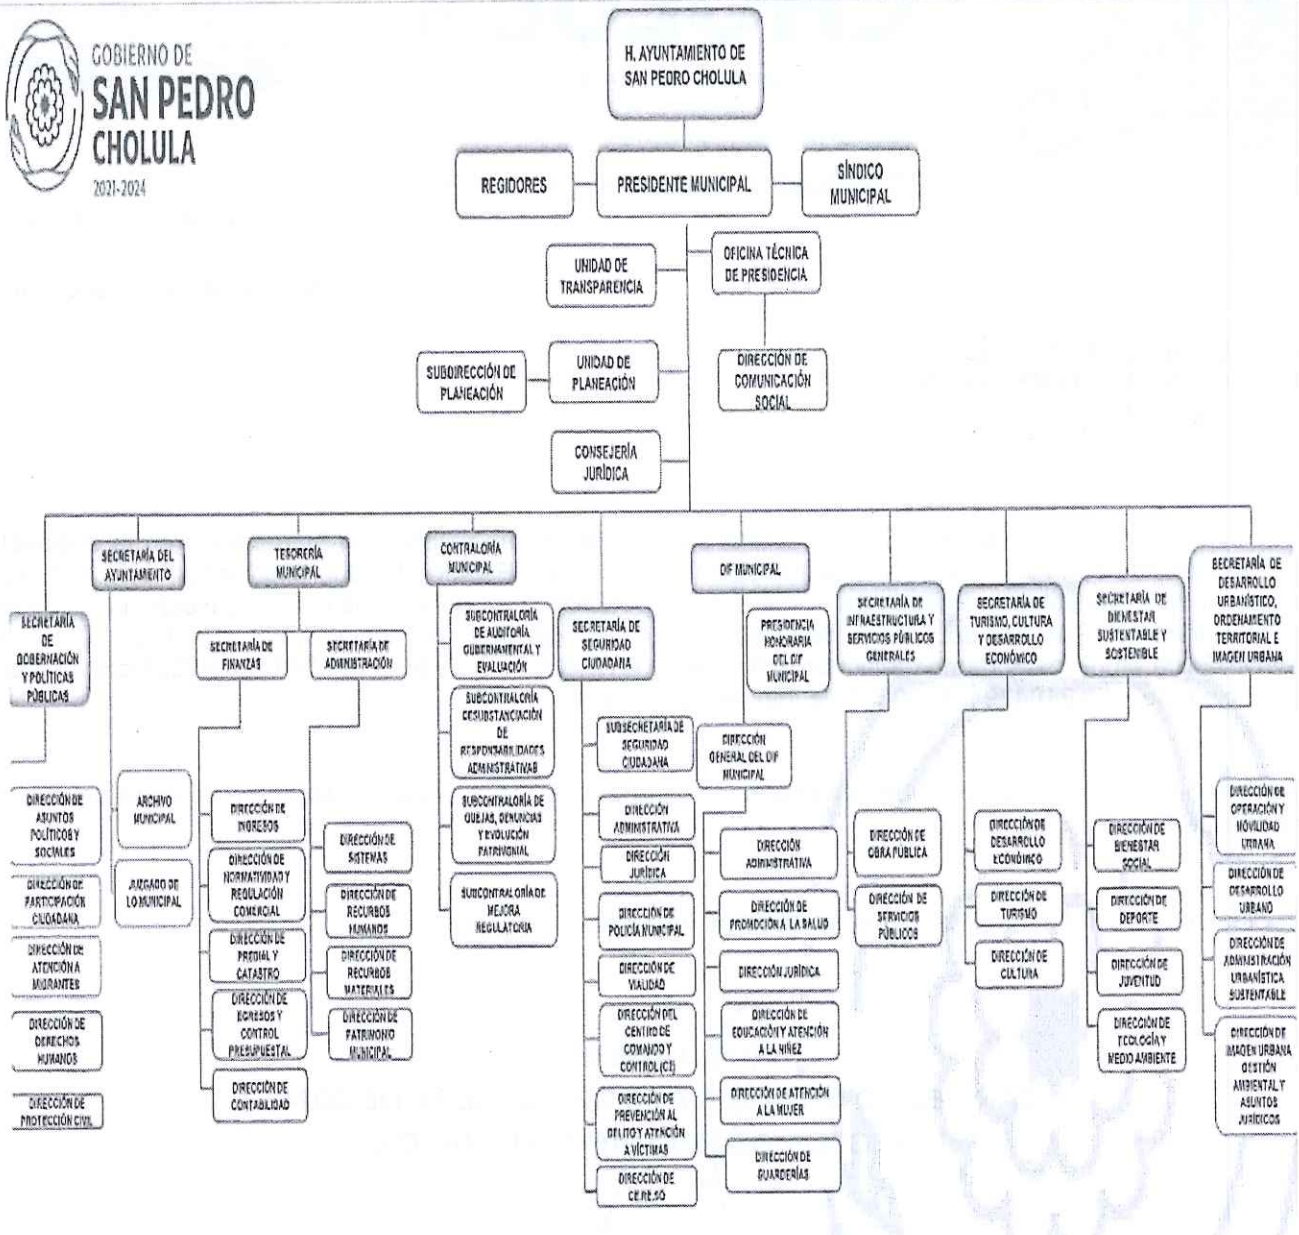 GOBIERNO DE
SAN PEDRO
CHOLULA
2021-2024
H. AYUNTAMIENTO DE
SAN PEDRO CHOLULA
REGIDORES
PRESIDENTE MUNICIPAL
SÍNDICO
MUNICIPAL
UNIDAD DE
TRANSPARENCIA
OFICINA TÉCNICA
DE PRESIDENCIA
SUBDIRECCIÓN DE
PLANEACIÓN
UNIDAD DE
PLANEACIÓN
DIRECCIÓN DE
COMUNICACIÓN
SOCIAL
CONSEJERÍA
JURÍDICA
SECRETARÍA
DE
GOBERNACIÓN
Y POLÍTICAS
PÚBLICAS
DIRECCIÓN DE
ASUNTOS
POLÍTICOS Y
SOCIALES
DIRECCIÓN DE
PARTICIPACIÓN
CIUDADANA
DIRECCIÓN DE
ATENCIÓN A
MIGRANTES
DIRECCIÓN DE
DERECHOS
HUMANOS
DIRECCIÓN DE
PROTECCIÓN CIVIL
SECRETARÍA DEL
AYUNTAMIENTO
ARCHIVO
MUNICIPAL
JUZGADO DE
LO MUNICIPAL
TESORERÍA
MUNICIPAL
SECRETARÍA DE
FINANZAS
DIRECCIÓN DE
INGRESOS
DIRECCIÓN DE
NORMATIVIDAD Y
REGULACIÓN
COMERCIAL
DIRECCIÓN DE
PREDIAL Y
CATASTRO
DIRECCIÓN DE
EGRESOS Y
CONTROL
PRESUPUESTAL
DIRECCIÓN DE
CONTABILIDAD
SECRETARÍA DE
ADMINISTRACIÓN
DIRECCIÓN DE
SISTEMAS
DIRECCIÓN DE
RECURSOS
HUMANOS
DIRECCIÓN DE
RECURSOS
MATERIALES
DIRECCIÓN DE
PATRIMONIO
MUNICIPAL
CONTRALORÍA
MUNICIPAL
SUBCONTRALORÍA
DE AUDITORÍA
GUBERNAMENTAL Y
EVALUACIÓN
SUBCONTRALORÍA
DE SUBSTANCIACIÓN
DE
RESPONSABILIDADES
ADMINISTRATIVAS
SUBCONTRALORÍA DE
QUEJAS, DENUNCIAS
Y EVOLUCIÓN
PATRIMONIAL
SUBCONTRALORÍA DE
MEJORA
REGULATORIA
SECRETARÍA DE
SEGURIDAD
CIUDADANA
SUBSECRETARÍA DE
SEGURIDAD
CIUDADANA
DIRECCIÓN
ADMINISTRATIVA
DIRECCIÓN
JURÍDICA
DIRECCIÓN DE
POLICÍA MUNICIPAL
DIRECCIÓN DE
VIALIDAD
DIRECCIÓN DEL
CENTRO DE
COMANDO Y
CONTROL (C2)
DIRECCIÓN DE
PREVENCIÓN AL
DELITO Y ATENCIÓN
A VÍCTIMAS
DIRECCIÓN DE
CERESO
DIF MUNICIPAL
PRESIDENCIA
HONORARIA
DEL DIF
MUNICIPAL
DIRECCIÓN
GENERAL DEL DIF
MUNICIPAL
DIRECCIÓN
ADMINISTRATIVA
DIRECCIÓN DE
PROMOCIÓN A LA SALUD
DIRECCIÓN JURÍDICA
DIRECCIÓN DE
EDUCACIÓN Y ATENCIÓN
A LA NIÑEZ
DIRECCIÓN DE ATENCIÓN
A LA MUJER
DIRECCIÓN DE
GUARDERÍAS
SECRETARÍA DE
INFRAESTRUCTURA Y
SERVICIOS PÚBLICOS
GENERALES
DIRECCIÓN DE
OBRA PÚBLICA
DIRECCIÓN DE
SERVICIOS
PÚBLICOS
SECRETARÍA DE
TURISMO, CULTURA
Y DESARROLLO
ECONÓMICO
DIRECCIÓN DE
DESARROLLO
ECONÓMICO
DIRECCIÓN DE
TURISMO
DIRECCIÓN DE
CULTURA
SECRETARÍA DE
BIENESTAR
SUSTENTABLE Y
SOSTENIBLE
DIRECCIÓN DE
BIENESTAR
SOCIAL
DIRECCIÓN DE
DEPORTE
DIRECCIÓN DE
JUVENTUD
DIRECCIÓN DE
ECOLOGÍA Y
MEDIO AMBIENTE
SECRETARÍA DE
DESARROLLO
URBANÍSTICO,
ORDENAMIENTO
TERRITORIAL E
IMAGEN URBANA
DIRECCIÓN DE
OPERACIÓN Y
MOVILIDAD
URBANA
DIRECCIÓN DE
DESARROLLO
URBANO
DIRECCIÓN DE
ADMINISTRACIÓN
URBANÍSTICA
SUSTENTABLE
DIRECCIÓN DE
IMAGEN URBANA
GESTIÓN
AMBIENTAL Y
ASUNTOS
JURÍDICOS